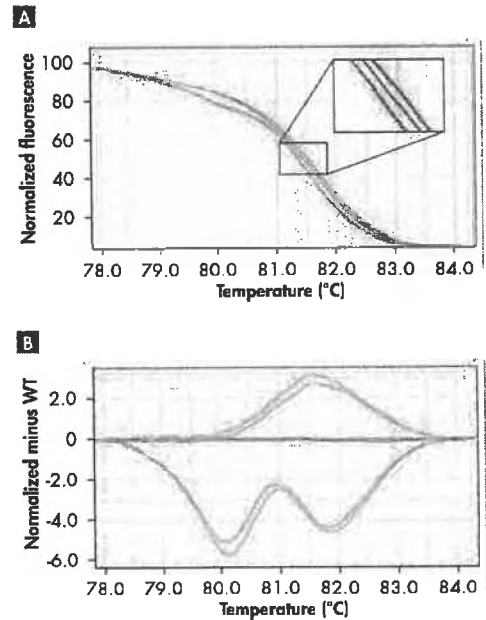 A
Normalized fluorescence
100
80
60
40
20
78.0 79.0 80.0 81.0 82.0 83.0 84.0
Temperature (°C)
B
Normalized minus WT
2.0
0
-2.0
-4.0
-6.0
78.0 79.0 80.0 81.0 82.0 83.0 84.0
Temperature (°C)